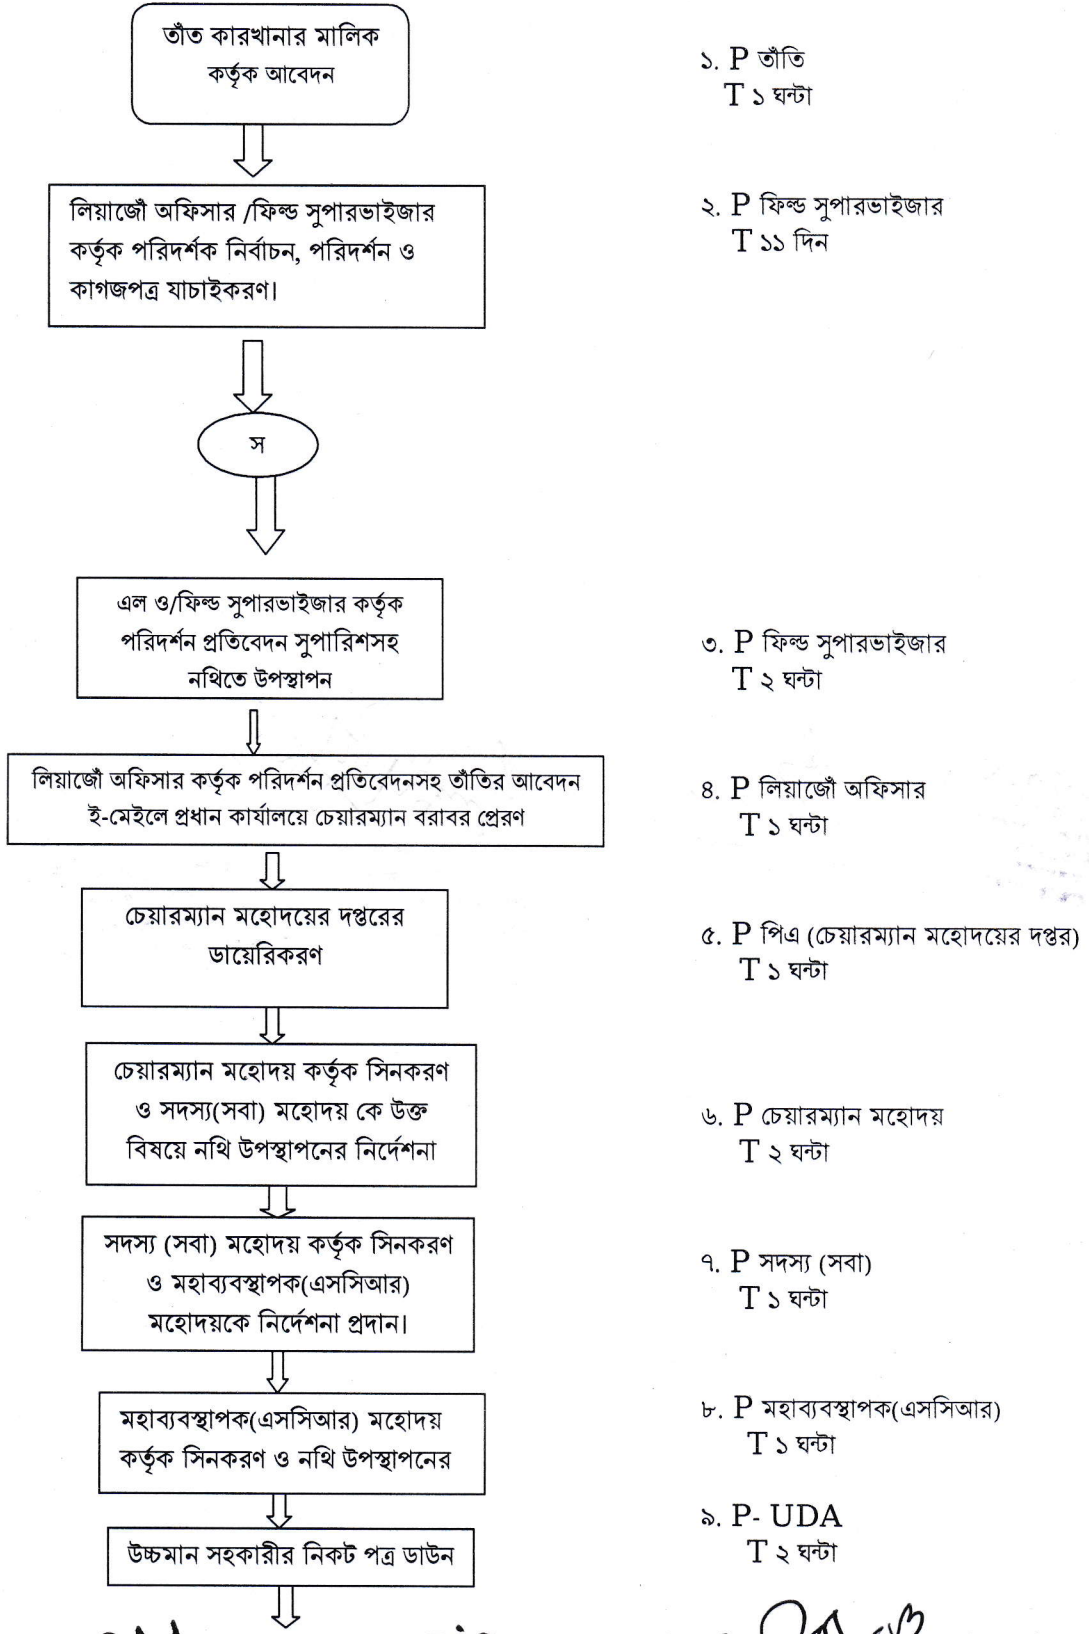 তাঁত কারখানার মালিক
কর্তৃক আবেদন
১. P তাঁতি
T ১ ঘন্টা
লিয়াজোঁ অফিসার /ফিল্ড সুপারভাইজার
কর্তৃক পরিদর্শক নির্বাচন, পরিদর্শন ও
কাগজপত্র যাচাইকরণ।
২. P ফিল্ড সুপারভাইজার
T ১১ দিন
স
এল ও/ফিল্ড সুপারভাইজার কর্তৃক
পরিদর্শন প্রতিবেদন সুপারিশসহ
নথিতে উপস্থাপন
৩. P ফিল্ড সুপারভাইজার
T ২ ঘন্টা
লিয়াজোঁ অফিসার কর্তৃক পরিদর্শন প্রতিবেদনসহ তাঁতির আবেদন
ই-মেইলে প্রধান কার্যালয়ে চেয়ারম্যান বরাবর প্রেরণ
৪. P লিয়াজোঁ অফিসার
T ১ ঘন্টা
চেয়ারম্যান মহোদয়ের দপ্তরের
ডায়েরিকরণ
৫. P পিএ (চেয়ারম্যান মহোদয়ের দপ্তর)
T ১ ঘন্টা
চেয়ারম্যান মহোদয় কর্তৃক সিনকরণ
ও সদস্য(সবা) মহোদয় কে উক্ত
বিষয়ে নথি উপস্থাপনের নির্দেশনা
৬. P চেয়ারম্যান মহোদয়
T ২ ঘন্টা
সদস্য (সবা) মহোদয় কর্তৃক সিনকরণ
ও মহাব্যবস্থাপক(এসসিআর)
মহোদয়কে নির্দেশনা প্রদান।
৭. P সদস্য (সবা)
T ১ ঘন্টা
মহাব্যবস্থাপক(এসসিআর) মহোদয়
কর্তৃক সিনকরণ ও নথি উপস্থাপনের
৮. P মহাব্যবস্থাপক(এসসিআর)
T ১ ঘন্টা
উচ্চমান সহকারীর নিকট পত্র ডাউন
৯. P- UDA
T ২ ঘন্টা